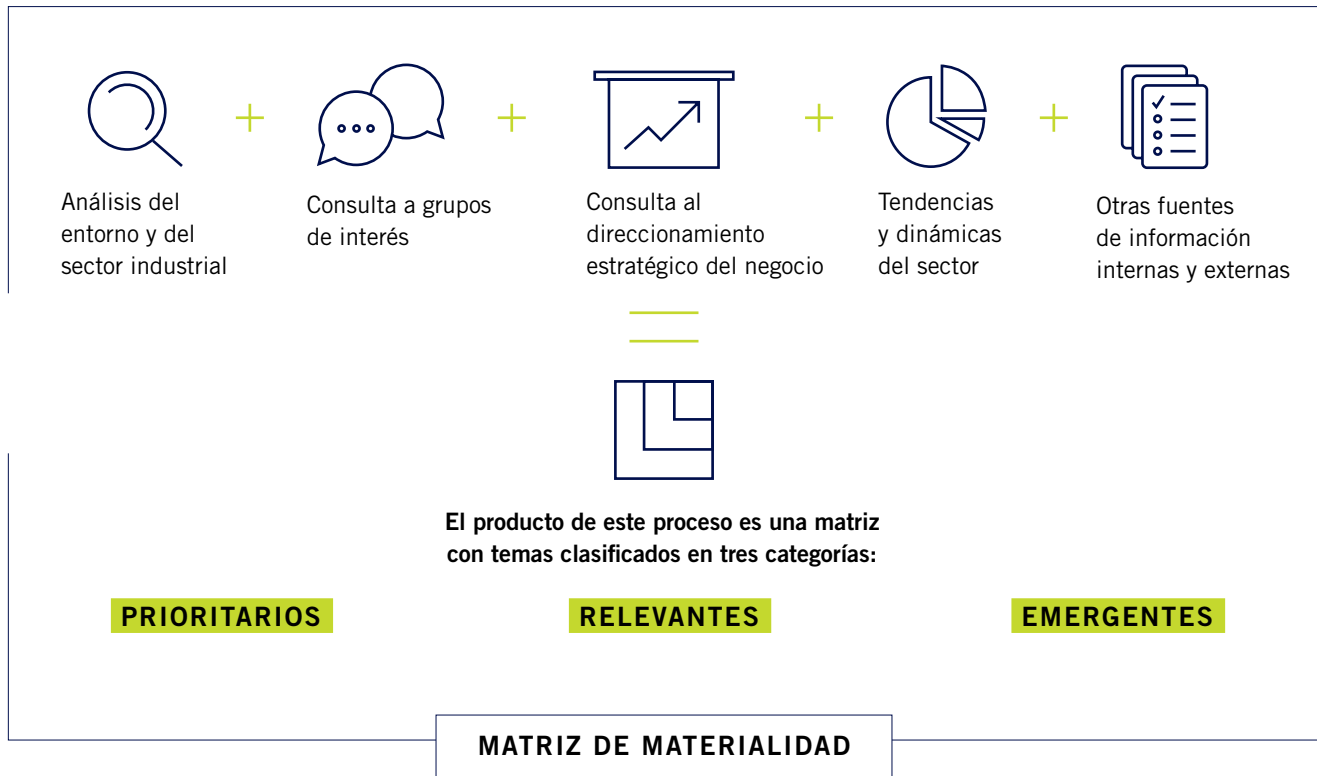 Análisis del
entorno y del
sector industrial
Consulta a grupos
de interés
Consulta al
direccionamiento
estratégico del negocio
Tendencias
y dinámicas
del sector
Otras fuentes
de información
internas y externas
El producto de este proceso es una matriz
con temas clasificados en tres categorías:
PRIORITARIOS
RELEVANTES
EMERGENTES
MATRIZ DE MATERIALIDAD